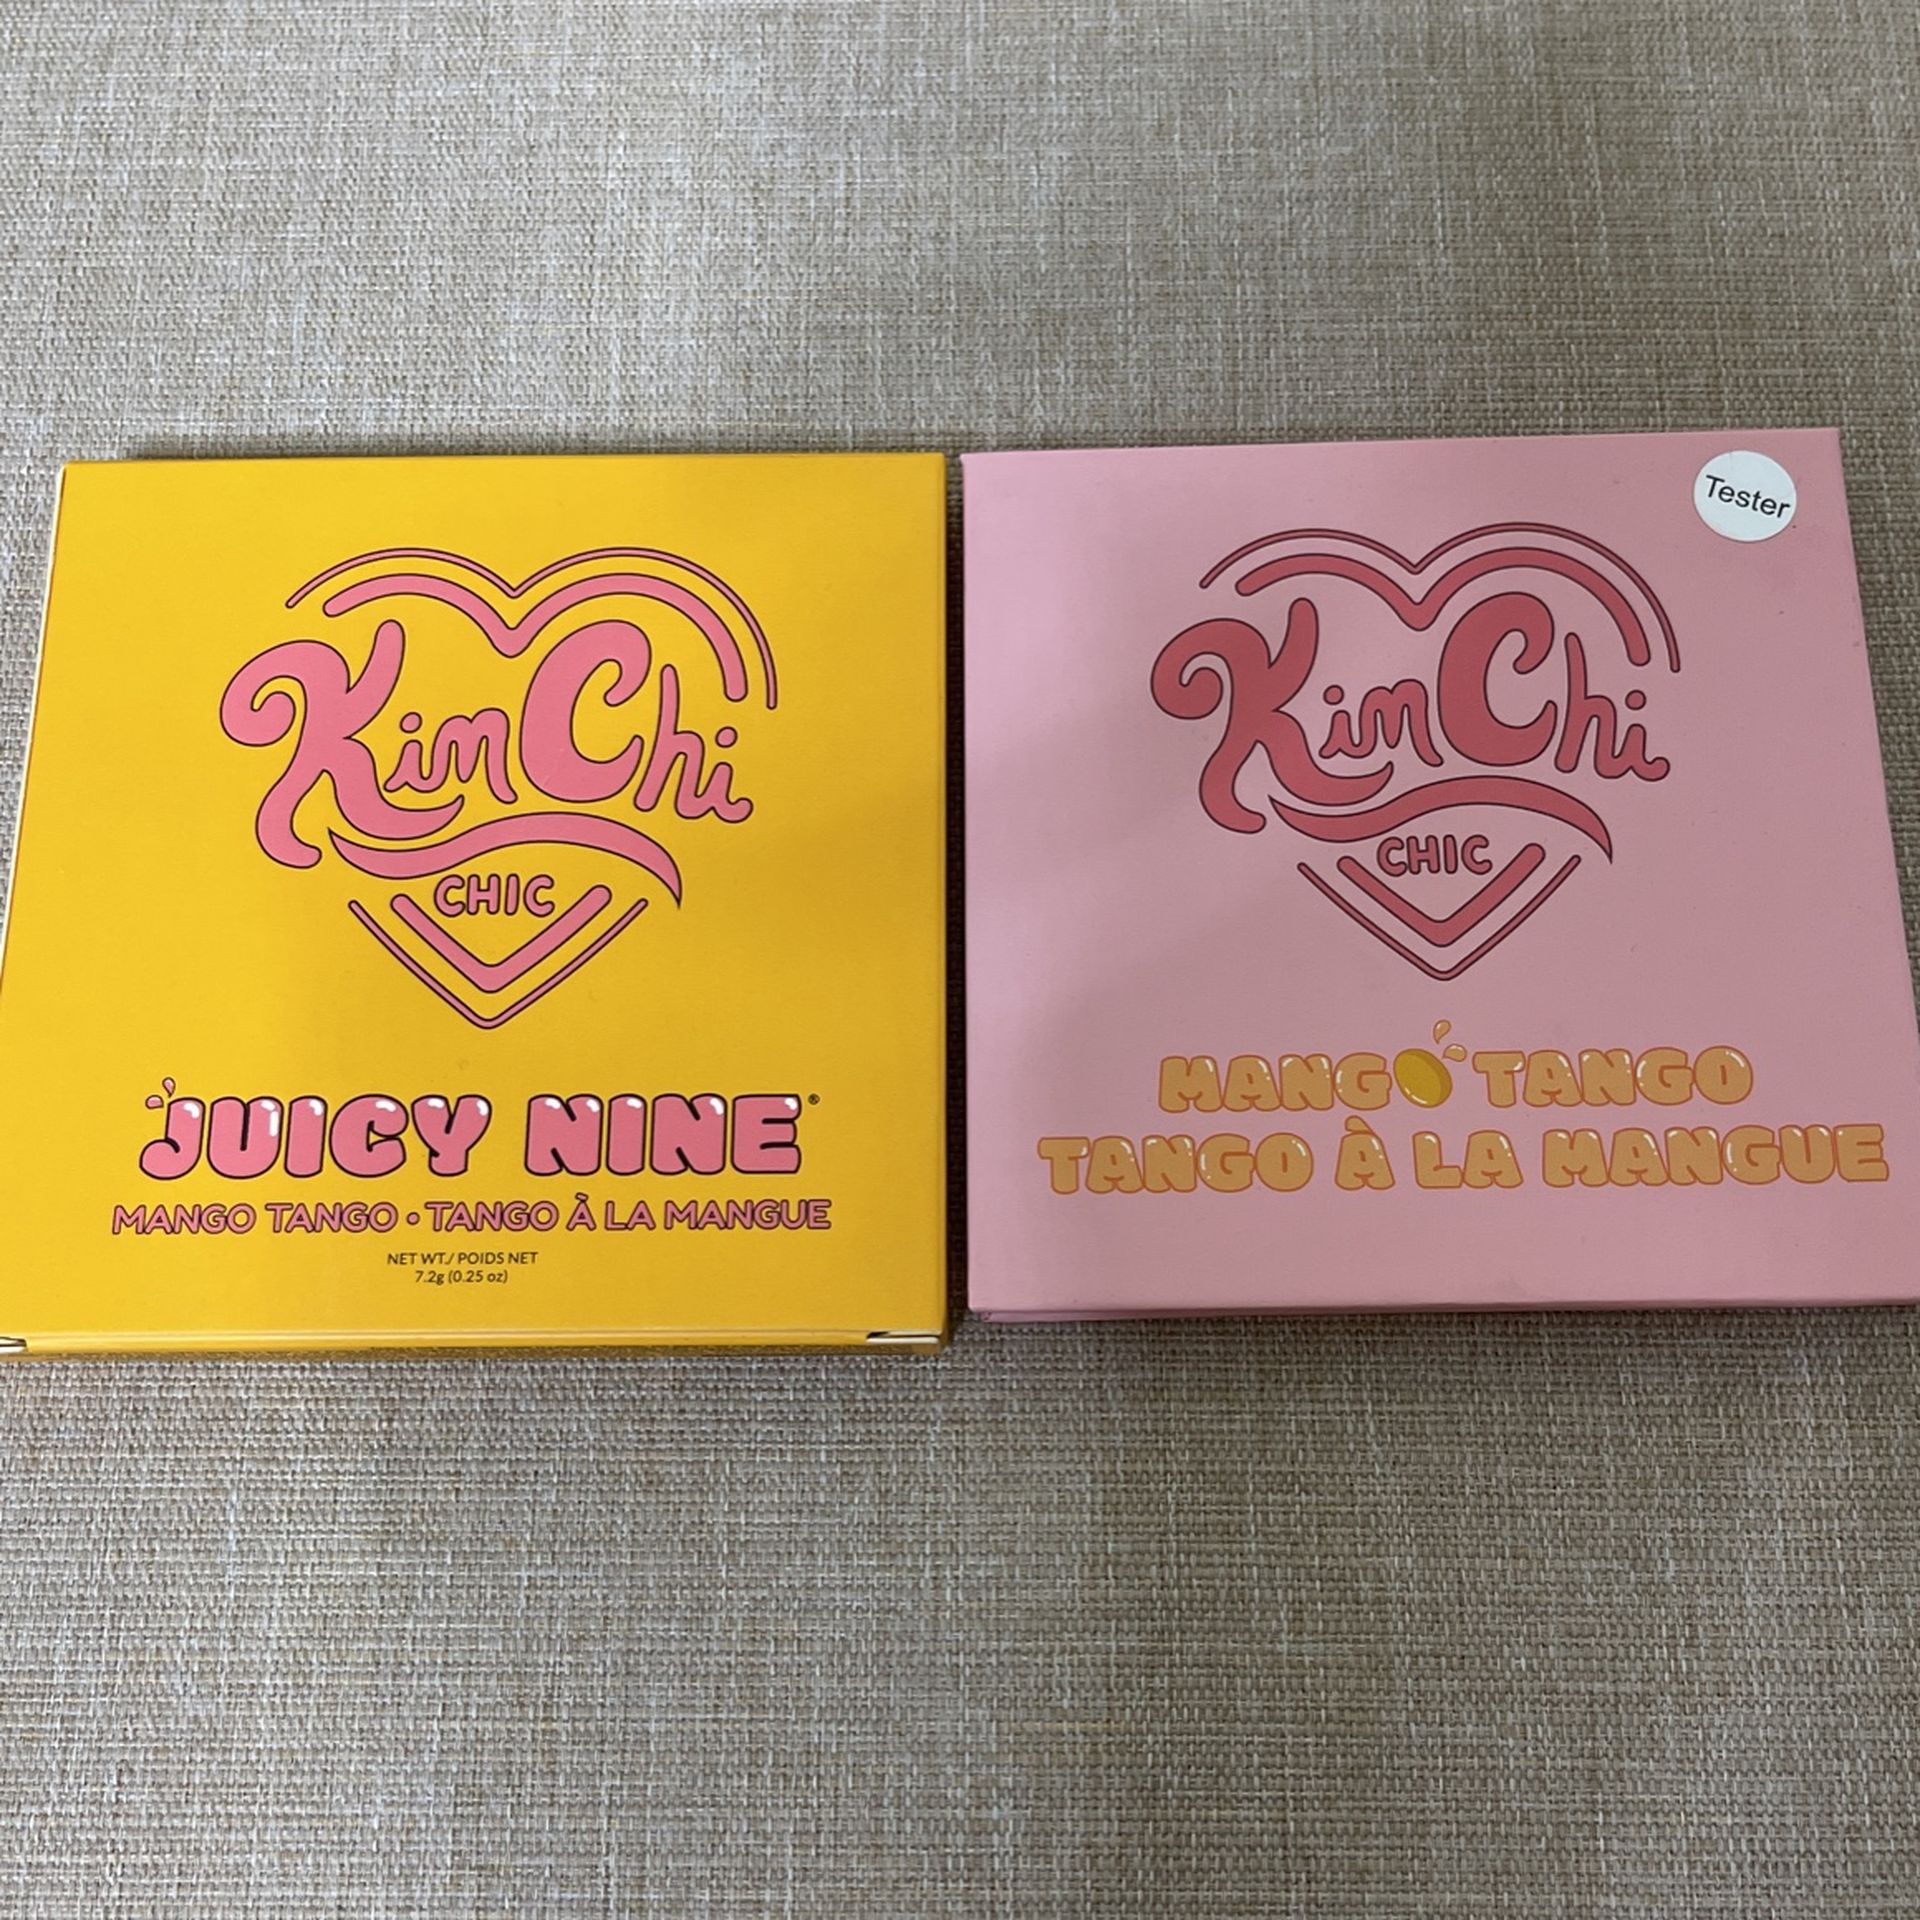 KimChi
CHIC
JUICY NINE®
MANGO TANGO • TANGO À LA MANGUE
NET WT./ POIDS NET
7.2g (0.25 oz)
Tester
KimChi
CHIC
MANGO TANGO
TANGO À LA MANGUE